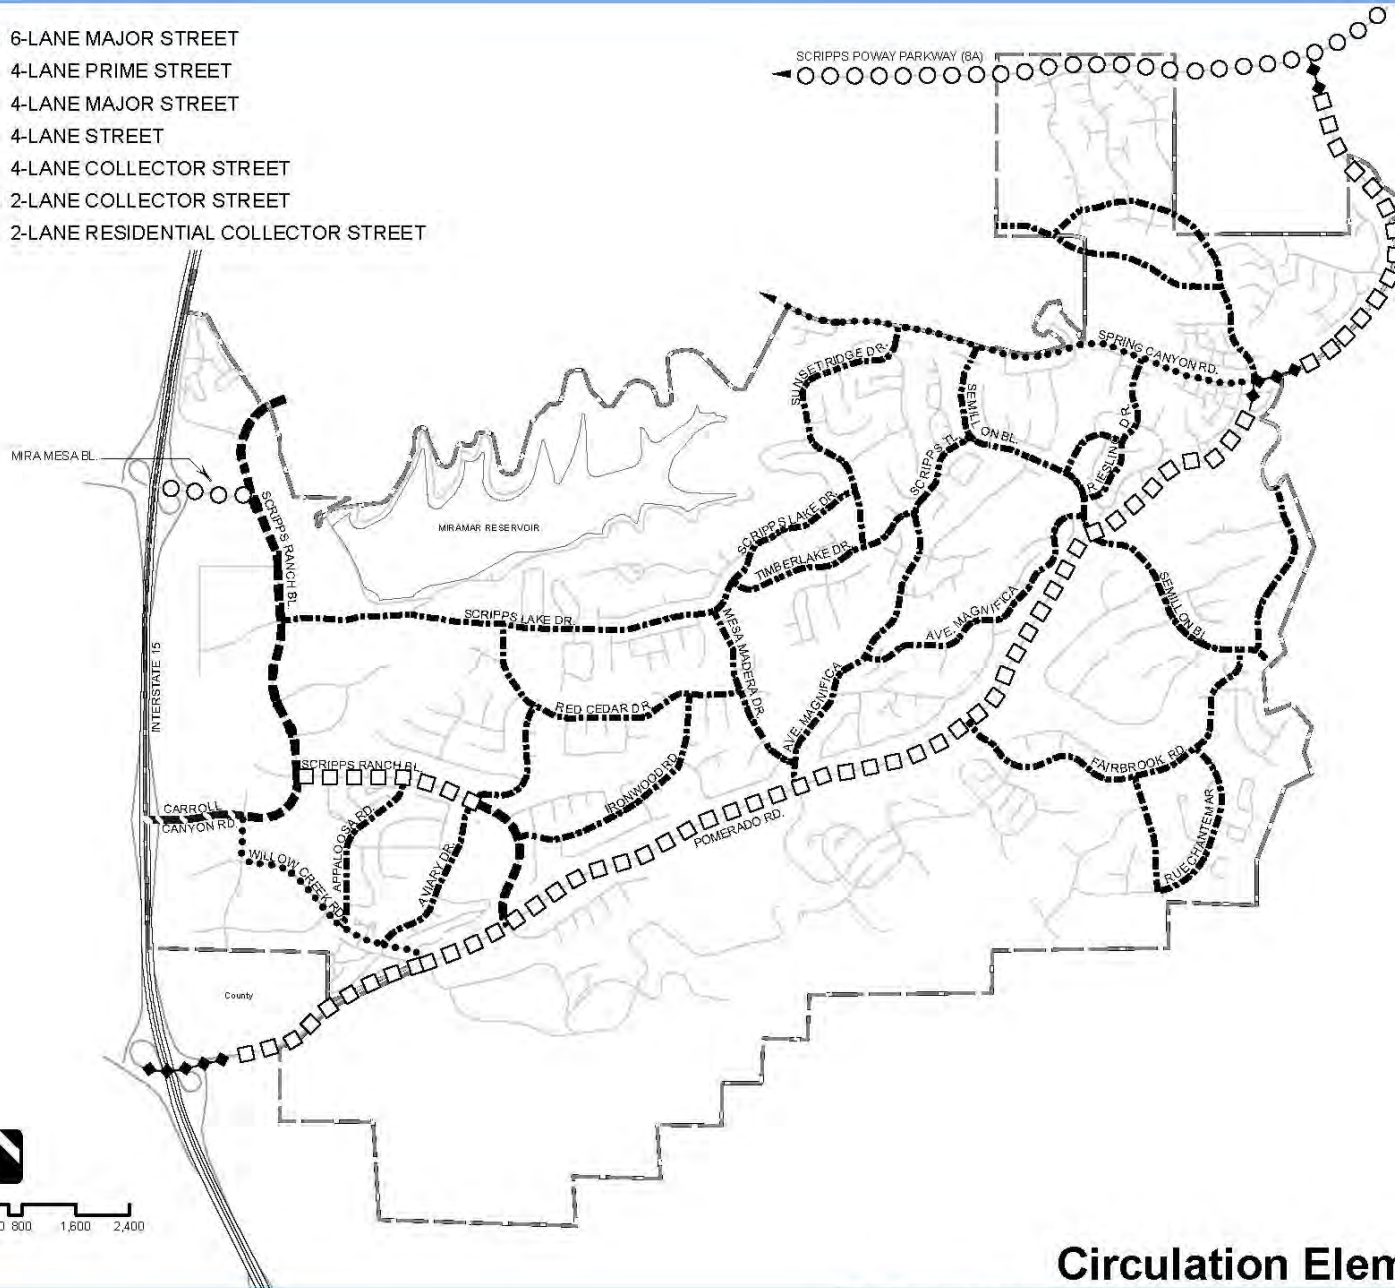 6-LANE MAJOR STREET
4-LANE PRIME STREET
4-LANE MAJOR STREET
4-LANE STREET
4-LANE COLLECTOR STREET
2-LANE COLLECTOR STREET
2-LANE RESIDENTIAL COLLECTOR STREET
SCRIPPS POWAY PARKWAY (8A)
SPRING CANYON RD.
SUNSET RIDGE DR.
SEMILLON BL.
SCRIPPS TL.
RIESLING DR.
MIRA MESA BL.
SCRIPPS RANCH BL.
MIRAMAR RESERVOIR
SCRIPPS LAKE DR.
TIMBERLAKE DR.
SCRIPPS LAKE DR.
MESA MADERA DR.
AVE. MAGNIFICA
AVE. MAGNIFICA
SEMILLON BL.
INTERSTATE 15
RED CEDAR DR.
SCRIPPS RANCH BL.
IRONWOOD RD.
FAIRBROOK RD.
RUE CHANTEMAR
CARROLL
CANYON RD.
APPALOOSA RD.
AVIARY DR.
POMERADO RD.
WILLOW CREEK RD.
County
0 800 1,600 2,400
Circulation Elem